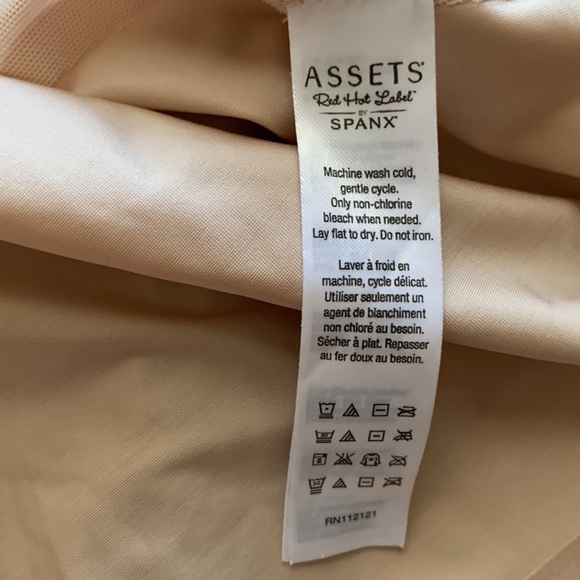 ASSETS®
Red Hot Label™
BY
SPANX®
Machine wash cold,
gentle cycle.
Only non-chlorine
bleach when needed.
Lay flat to dry. Do not iron.
Laver à froid en
machine, cycle délicat.
Utiliser seulement un
agent de blanchiment
non chloré au besoin.
Sécher à plat. Repasser
au fer doux au besoin.
RN112121